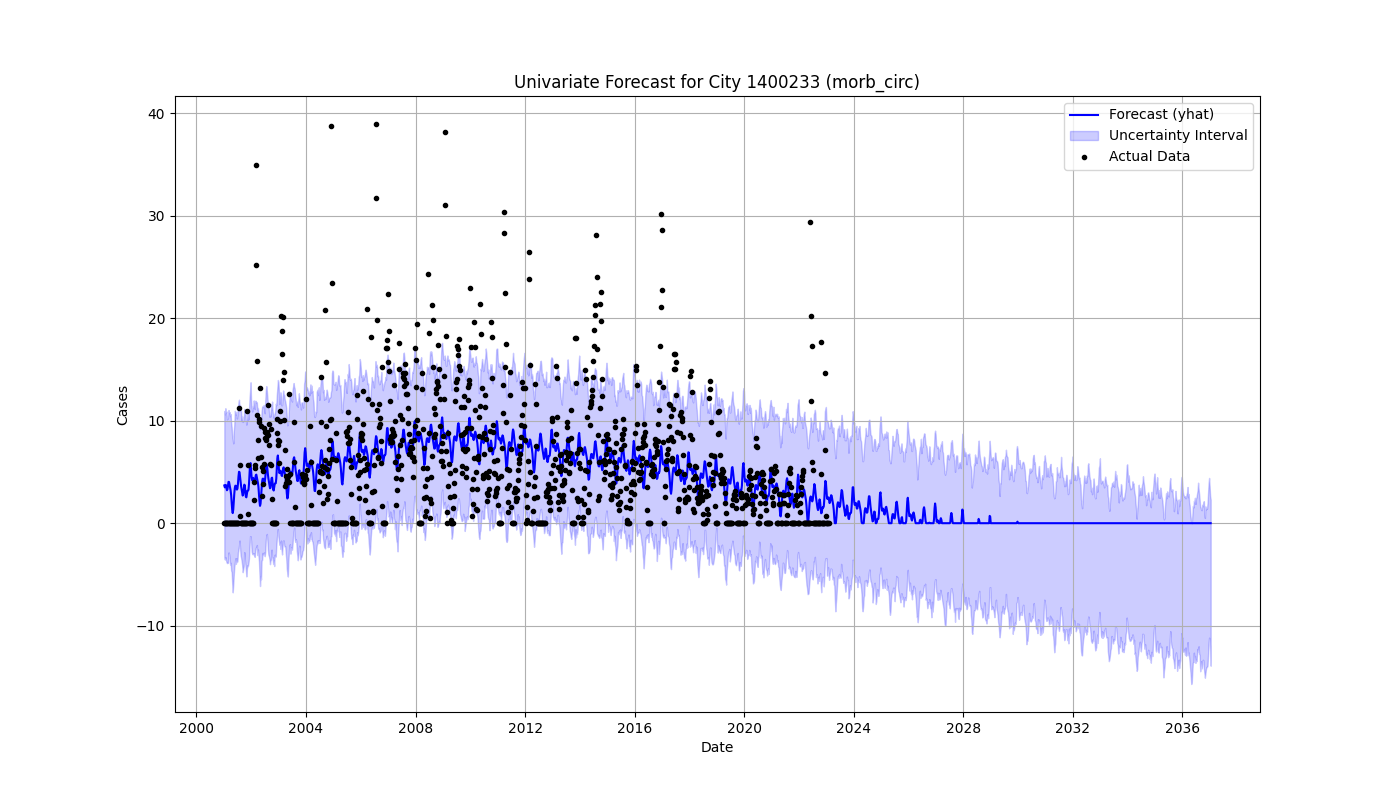 Univariate Forecast for City 1400233 (morb_circ)
Forecast (yhat)
Uncertainty Interval
Actual Data
Cases
40
30
20
10
0
−10
2000 2004 2008 2012 2016 2020 2024 2028 2032 2036
Date